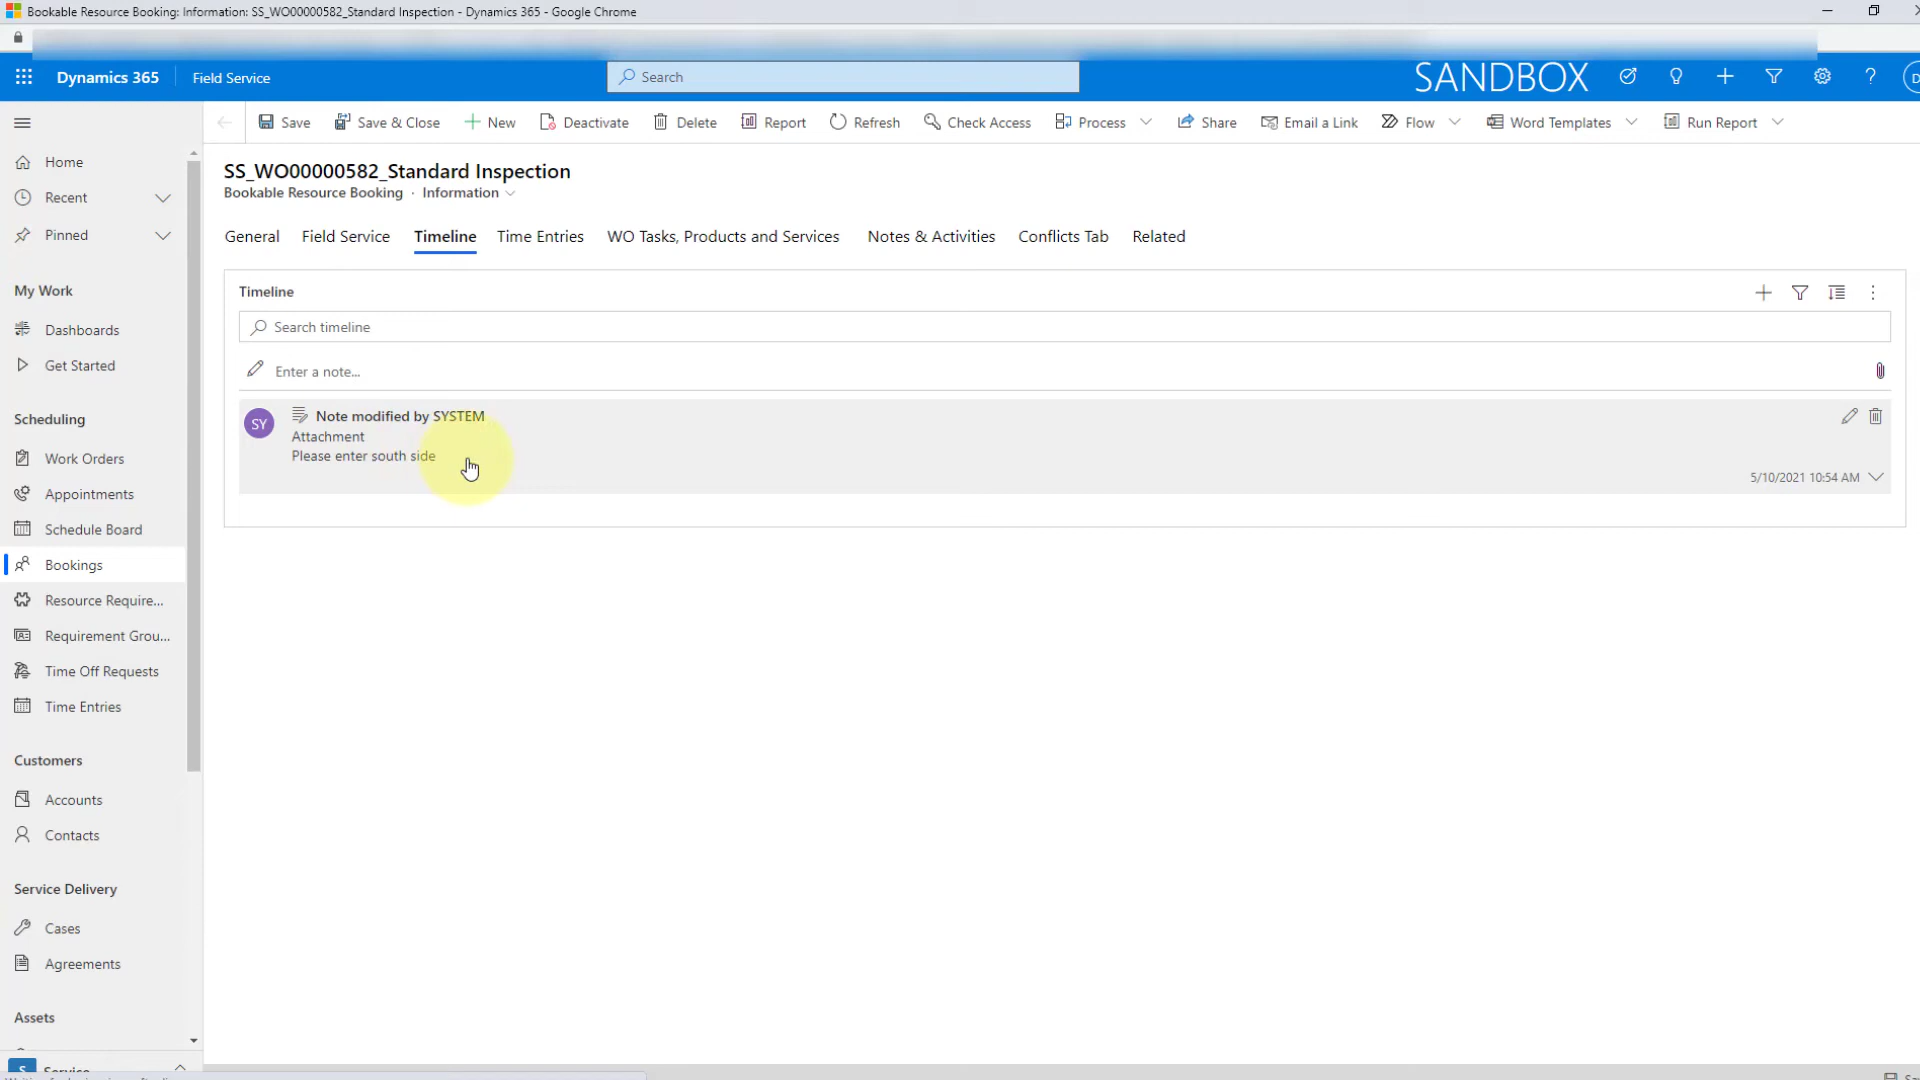 Bookable Resource Booking: Information: SS_WO00000582_Standard Inspection - Dynamics 365 - Google Chrome
Dynamics 365
Field Service
Search
SANDBOX
Save
Save & Close
New
Deactivate
Delete
Report
Refresh
Check Access
Process
Share
Email a Link
Flow
Word Templates
Run Report
Home
Recent
Pinned
My Work
Dashboards
Get Started
Scheduling
Work Orders
Appointments
Schedule Board
Bookings
Resource Require...
Requirement Grou...
Time Off Requests
Time Entries
Customers
Accounts
Contacts
Service Delivery
Cases
Agreements
Assets
S Service
SS_WO00000582_Standard Inspection
Bookable Resource Booking · Information
General
Field Service
Timeline
Time Entries
WO Tasks, Products and Services
Notes & Activities
Conflicts Tab
Related
Timeline
Search timeline
Enter a note...
SY
Note modified by SYSTEM
Attachment
Please enter south side
5/10/2021 10:54 AM